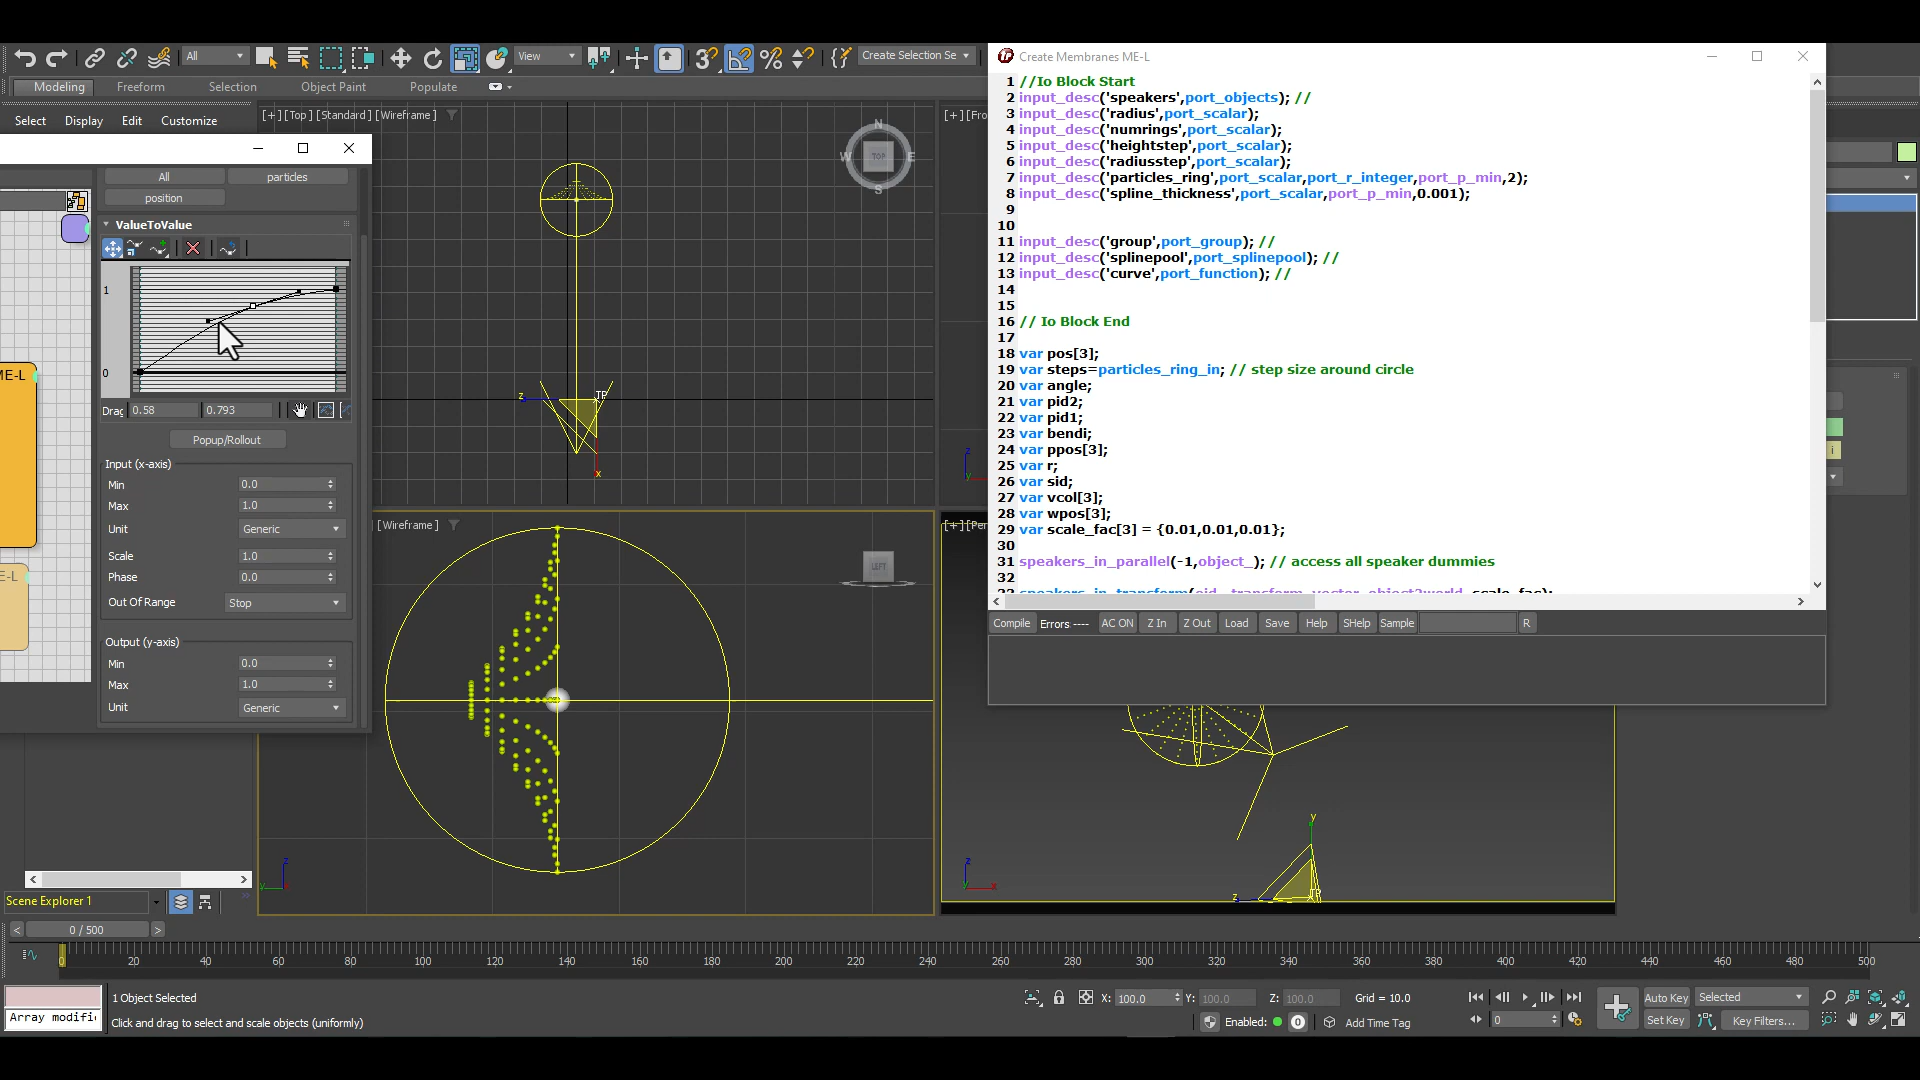 All
View
Create Selection Se
Modeling
Freeform
Selection
Object Paint
Populate
Select
Display
Edit
Customize
[+][Top][Standard][Wireframe]
N
W
TOP
E
S
All
particles
position
ValueToValue
1
0
Drag
0.58
0.793
Popup/Rollout
Input (x-axis)
Min
0.0
Max
1.0
Unit
Generic
Scale
1.0
Phase
0.0
Out Of Range
Stop
Output (y-axis)
Min
0.0
Max
1.0
Unit
Generic
ME-L
E-L
z
TP
x
[Wireframe]
LEFT
z
y
[+][Fro
z
y
[+][Per
Create Membranes ME-L
1 //Io Block Start
2 input_desc('speakers',port_objects); //
3 input_desc('radius',port_scalar);
4 input_desc('numrings',port_scalar);
5 input_desc('heightstep',port_scalar);
6 input_desc('radiusstep',port_scalar);
7 input_desc('particles_ring',port_scalar,port_r_integer,port_p_min,2);
8 input_desc('spline_thickness',port_scalar,port_p_min,0.001);
9
10
11 input_desc('group',port_group); //
12 input_desc('splinepool',port_splinepool); //
13 input_desc('curve',port_function); //
14
15
16 // Io Block End
17
18 var pos[3];
19 var steps=particles_ring_in; // step size around circle
20 var angle;
21 var pid2;
22 var pid1;
23 var bendi;
24 var ppos[3];
25 var r;
26 var sid;
27 var vcol[3];
28 var wpos[3];
29 var scale_fac[3] = {0.01,0.01,0.01};
30
31 speakers_in_parallel(-1,object_); // access all speaker dummies
32
Compile
Errors ----
AC ON
Z In
Z Out
Load
Save
Help
SHelp
Sample
R
y
z
z
x
Scene Explorer 1
< 0 / 500 >
0 20 40 60 80 100 120 140 160 180 200 220 240 260 280 300 320 340 360 380 400 420 440 460 480 500
1 Object Selected
X: 100.0
Y: 100.0
Z: 100.0
Grid = 10.0
Auto Key
Selected
Array modifi
Click and drag to select and scale objects (uniformly)
Enabled:
0
Add Time Tag
0
Set Key
Key Filters...